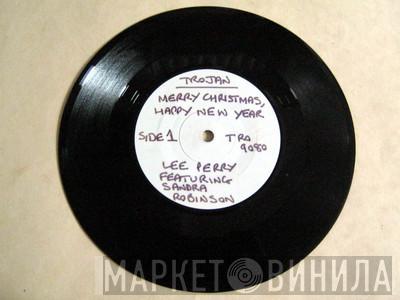 TROJAN
MERRY CHRISTMAS,
HAPPY NEW YEAR
SIDE 1 TRO 9080
LEE PERRY
FEATURING
SANDRA
ROBINSON
МАРКЕТ ВИНИЛА